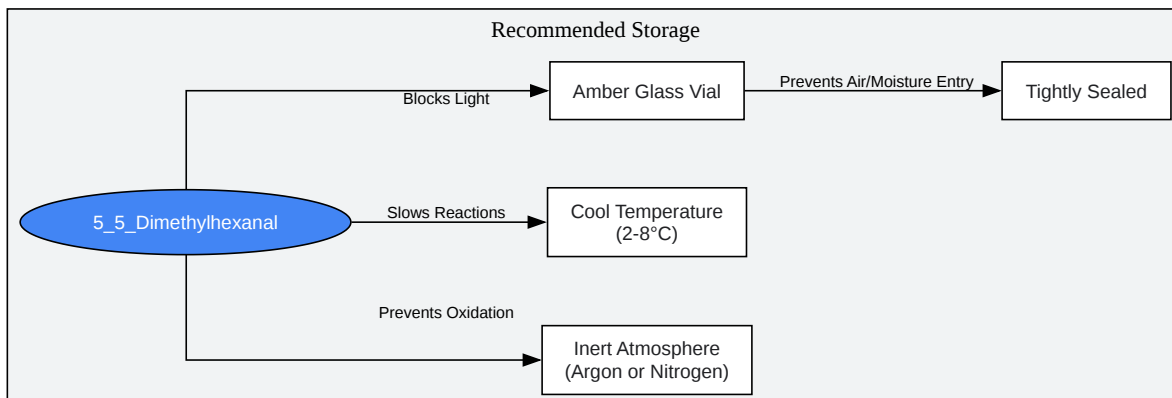 Recommended Storage
Blocks Light
Amber Glass Vial
Prevents Air/Moisture Entry
Tightly Sealed
5_5_Dimethylhexanal
Slows Reactions
Cool Temperature
(2-8°C)
Prevents Oxidation
Inert Atmosphere
(Argon or Nitrogen)